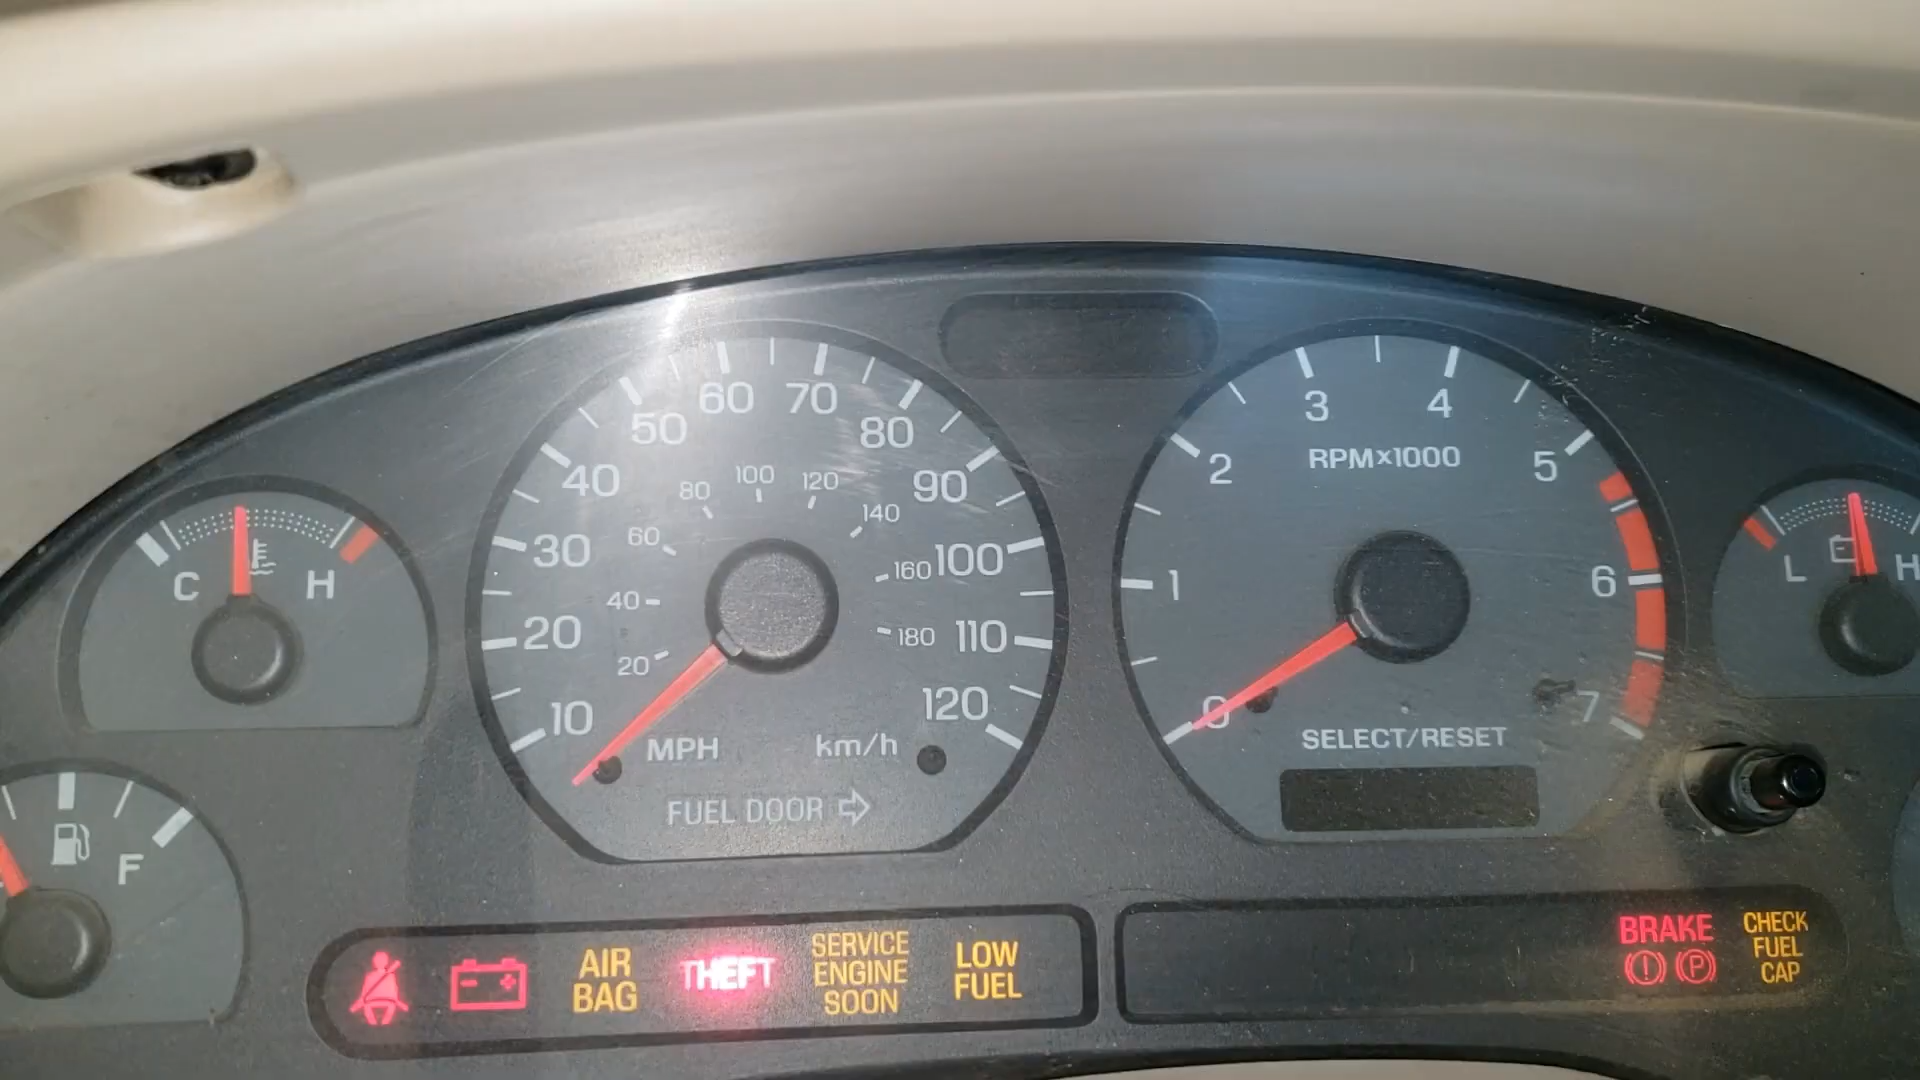 50
60
70
80
40
90
30
100
20
110
10
120
80
100
120
60
140
40
160
20
180
MPH
km/h
FUEL DOOR
3
4
2
RPMx1000
5
1
6
0
7
SELECT/RESET
C
H
L
H
F
AIR
BAG
THEFT
SERVICE
ENGINE
SOON
LOW
FUEL
BRAKE
(!) (P)
CHECK
FUEL
CAP